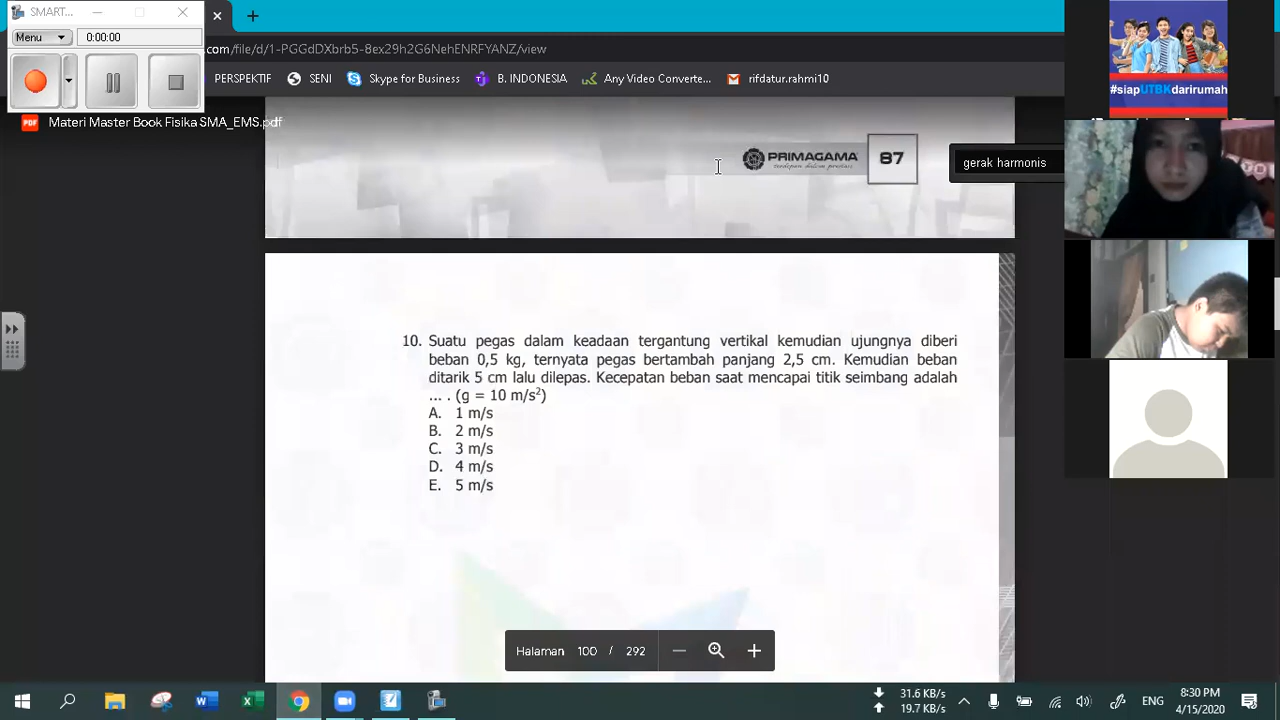 SMART...
Menu
0:00:00
com/file/d/1-PGGdDXbrb5-8ex29h2G6NehENRFYANZ/view
PERSPEKTIF
SENI
Skype for Business
B. INDONESIA
Any Video Converte...
rifdatur.rahmi10
Materi Master Book Fisika SMA_EMS.pdf
PRIMAGAMA
terdepan dalam prestasi
87
gerak harmonis
#siapUTBKdarirumah
10. Suatu pegas dalam keadaan tergantung vertikal kemudian ujungnya diberi
beban 0,5 kg, ternyata pegas bertambah panjang 2,5 cm. Kemudian beban
ditarik 5 cm lalu dilepas. Kecepatan beban saat mencapai titik seimbang adalah
... . (g = 10 m/s²)
A. 1 m/s
B. 2 m/s
C. 3 m/s
D. 4 m/s
E. 5 m/s
Halaman 100 / 292
31.6 KB/s
19.7 KB/s
ENG
8:30 PM
4/15/2020